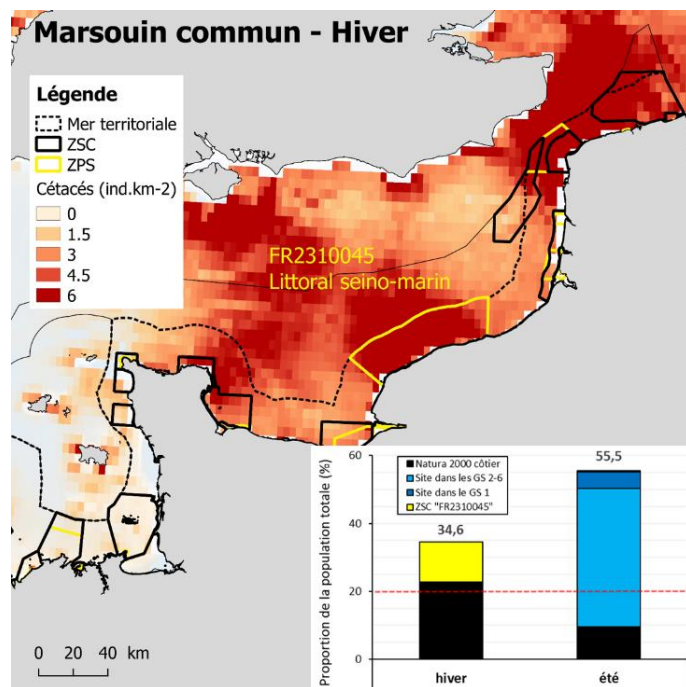 Marsouin commun - Hiver
Légende
Mer territoriale
ZSC
ZPS
Cétacés (ind.km-2)
0
1.5
3
4.5
6
FR2310045
Littoral seino-marin
0 20 40 km
Proportion de la population totale (%)
60
40
20
0
Natura 2000 côtier
Site dans les GS 2-6
Site dans le GS 1
ZSC "FR2310045"
34,6
55,5
hiver
été